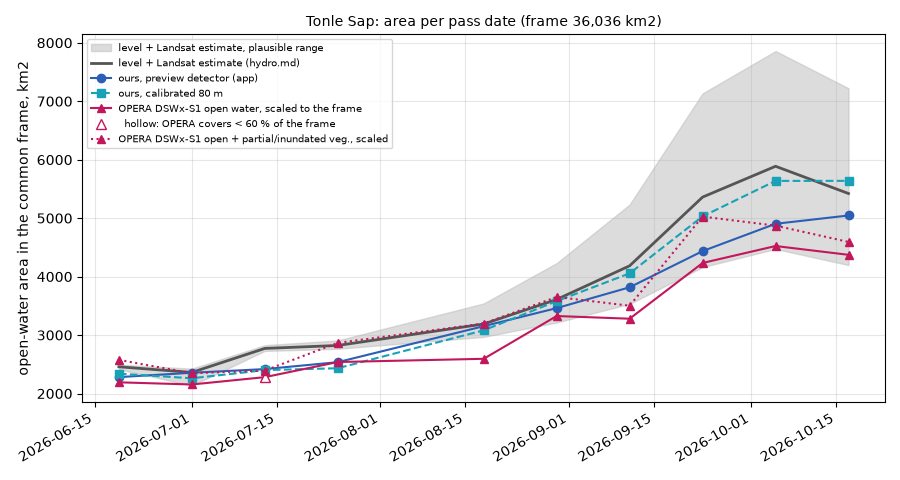 Tonle Sap: area per pass date (frame 36,036 km2)
open-water area in the common frame, km2
8000
7000
6000
5000
4000
3000
2000
level + Landsat estimate, plausible range
level + Landsat estimate (hydro.md)
ours, preview detector (app)
ours, calibrated 80 m
OPERA DSWx-S1 open water, scaled to the frame
hollow: OPERA covers < 60 % of the frame
OPERA DSWx-S1 open + partial/inundated veg., scaled
2026-06-15
2026-07-01
2026-07-15
2026-08-01
2026-08-15
2026-09-01
2026-09-15
2026-10-01
2026-10-15